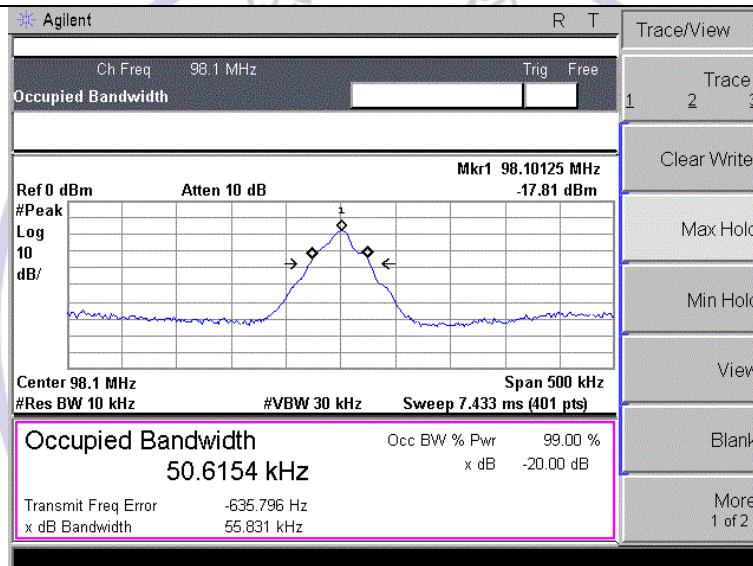 Agilent R T
Ch Freq 98.1 MHz Trig Free
Occupied Bandwidth
Mkr1 98.10125 MHz
Ref 0 dBm Atten 10 dB -17.81 dBm
#Peak
Log
10
dB/
1
Center 98.1 MHz Span 500 kHz
#Res BW 10 kHz #VBW 30 kHz Sweep 7.433 ms (401 pts)
Occupied Bandwidth Occ BW % Pwr 99.00 %
50.6154 kHz x dB -20.00 dB
Transmit Freq Error -635.796 Hz
x dB Bandwidth 55.831 kHz
Trace/View
Trace
1 2 3
Clear Write
Max Hold
Min Hold
View
Blank
More
1 of 2